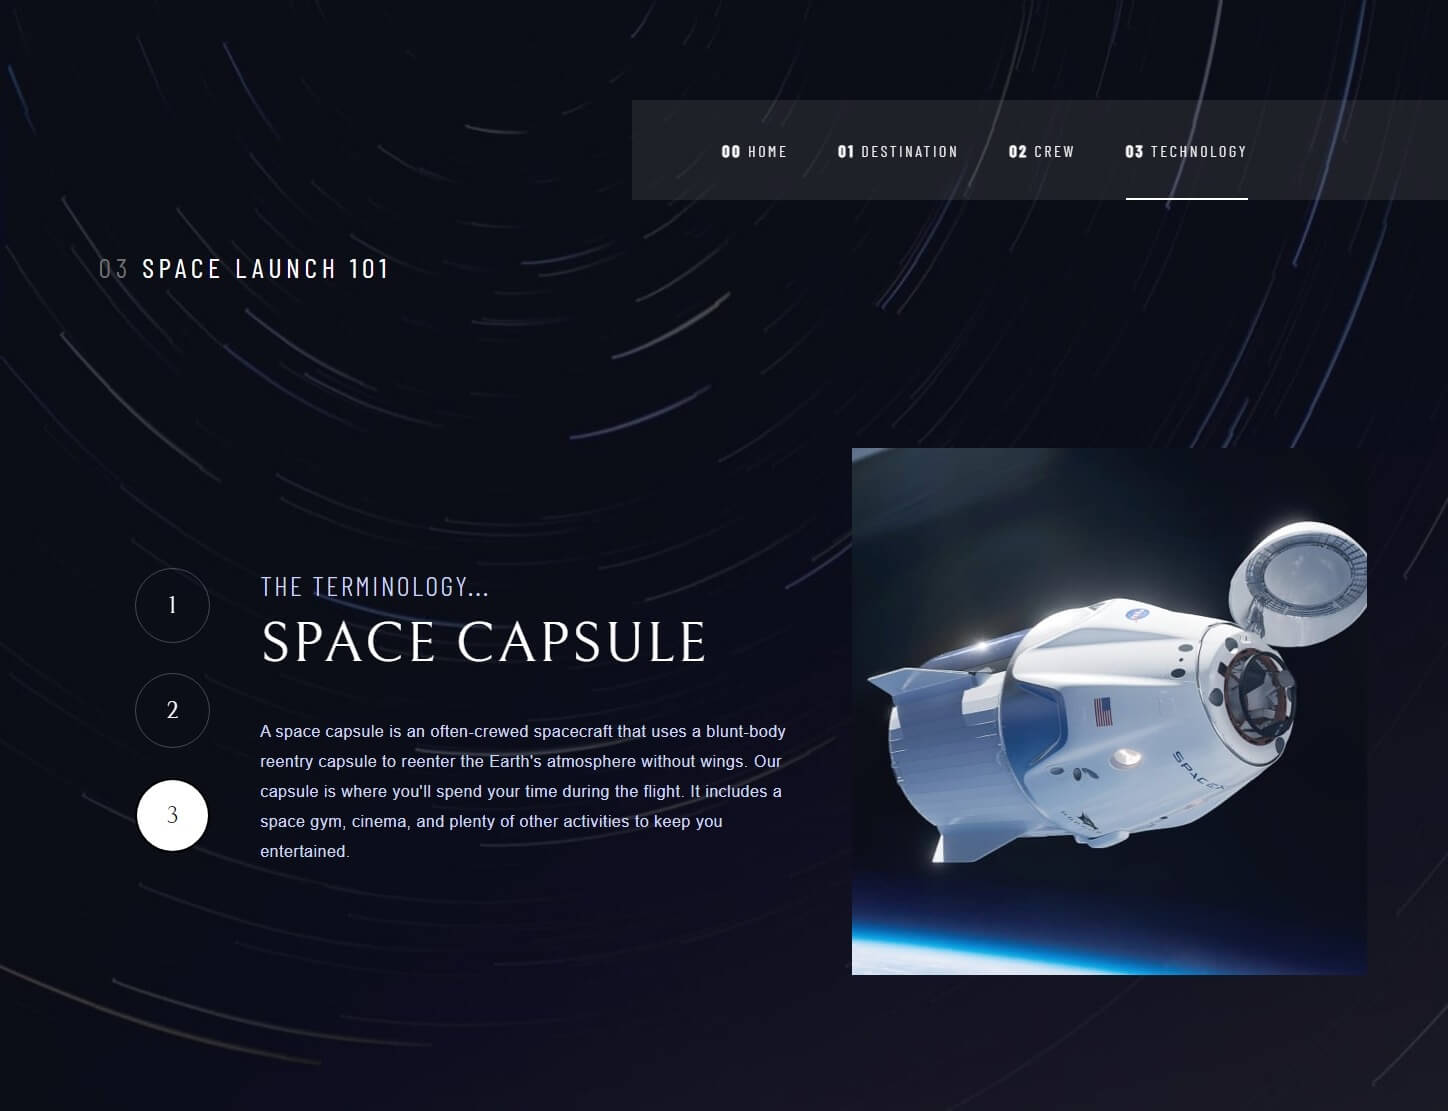 00 HOME 01 DESTINATION 02 CREW 03 TECHNOLOGY
03 SPACE LAUNCH 101
1
2
3
THE TERMINOLOGY...
SPACE CAPSULE
A space capsule is an often-crewed spacecraft that uses a blunt-body
reentry capsule to reenter the Earth's atmosphere without wings. Our
capsule is where you'll spend your time during the flight. It includes a
space gym, cinema, and plenty of other activities to keep you
entertained.
NASA
SPACEX